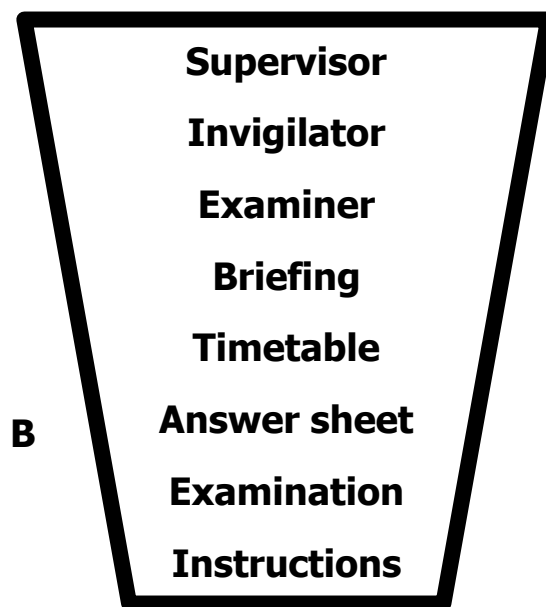 Supervisor
Invigilator
Examiner
Briefing
Timetable
B
Answer sheet
Examination
Instructions